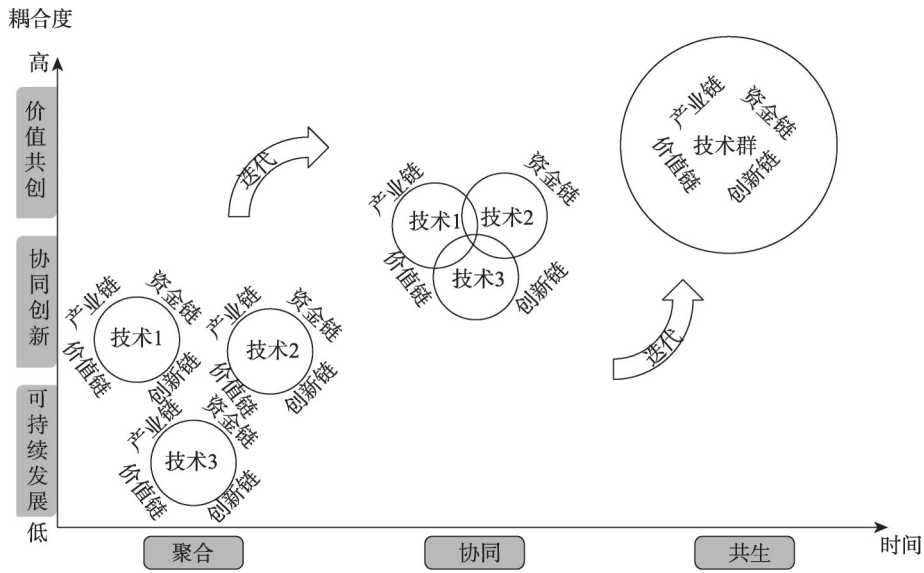 耦合度
高
价值共创
协同创新
可持续发展
低
迭代
产业链
资金链
技术1
价值链
创新链
产业链
资金链
技术2
价值链
创新链
产业链
资金链
技术3
价值链
创新链
产业链
资金链
技术1
技术2
技术3
价值链
创新链
迭代
产业链
资金链
技术群
价值链
创新链
聚合
协同
共生
时间